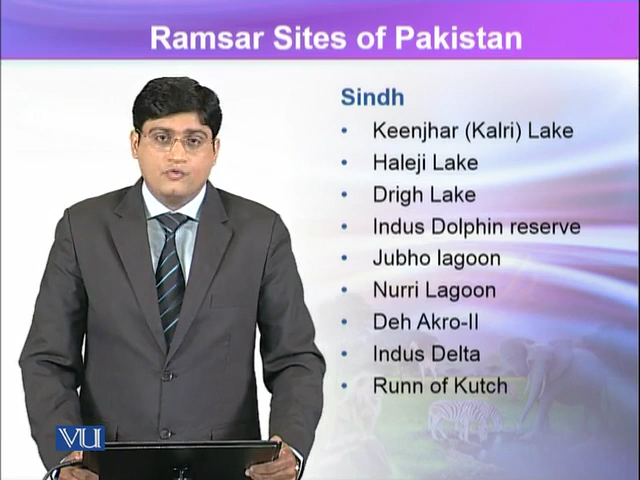 Ramsar Sites of Pakistan
Sindh
• Keenjhar (Kalri) Lake
• Haleji Lake
• Drigh Lake
• Indus Dolphin reserve
• Jubho lagoon
• Nurri Lagoon
• Deh Akro-II
• Indus Delta
• Runn of Kutch
VU